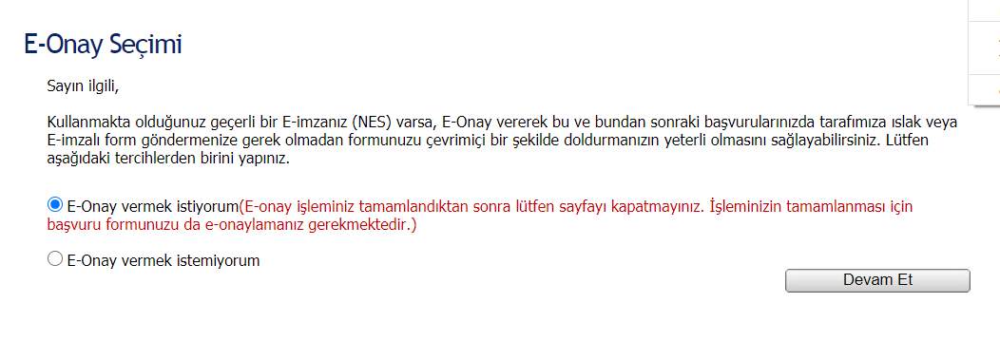 E-Onay Seçimi
Sayın ilgili,
Kullanmakta olduğunuz geçerli bir E-imzanız (NES) varsa, E-Onay vererek bu ve bundan sonraki başvurularınızda tarafımıza ıslak veya
E-imzalı form göndermenize gerek olmadan formunuzu çevrimiçi bir şekilde doldurmanızın yeterli olmasını sağlayabilirsiniz. Lütfen
aşağıdaki tercihlerden birini yapınız.
E-Onay vermek istiyorum(E-onay işleminiz tamamlandıktan sonra lütfen sayfayı kapatmayınız. İşleminizin tamamlanması için
başvuru formunuzu da e-onaylamanız gerekmektedir.)
E-Onay vermek istemiyorum
Devam Et